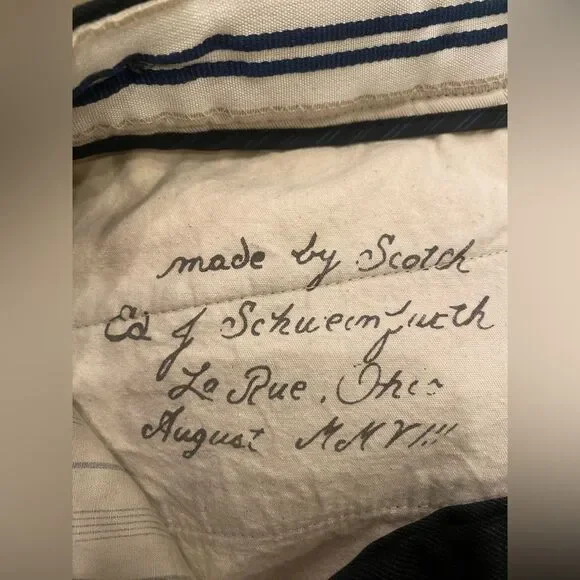 made by Scotch
Ed J Schweinfurth
La Rue, Ohio
August MMVIII